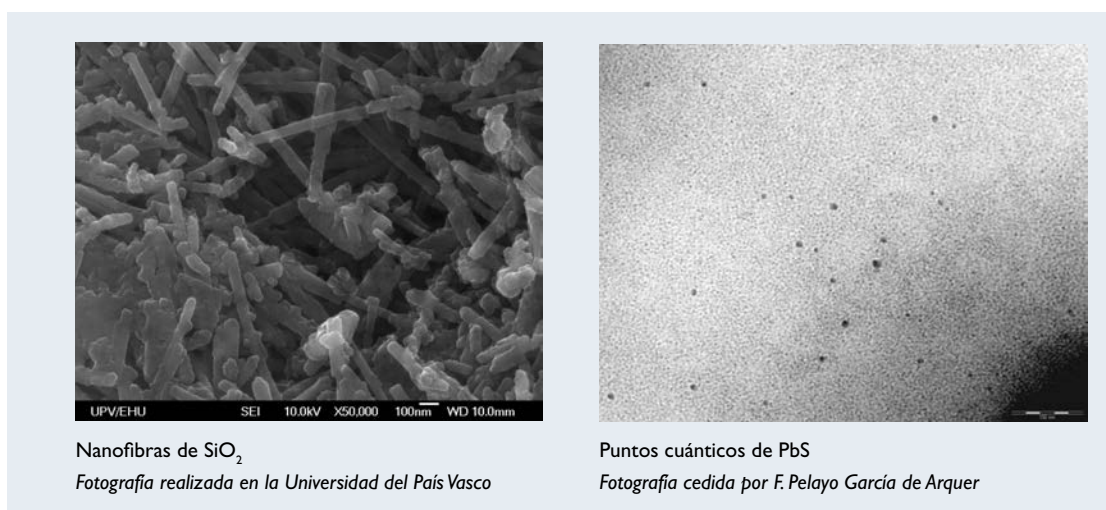 UPV/EHU SEI 10.0kV X50,000 100nm WD 10.0mm
Nanofibras de SiO2
Fotografía realizada en la Universidad del País Vasco
Puntos cuánticos de PbS
Fotografía cedida por F. Pelayo García de Arquer